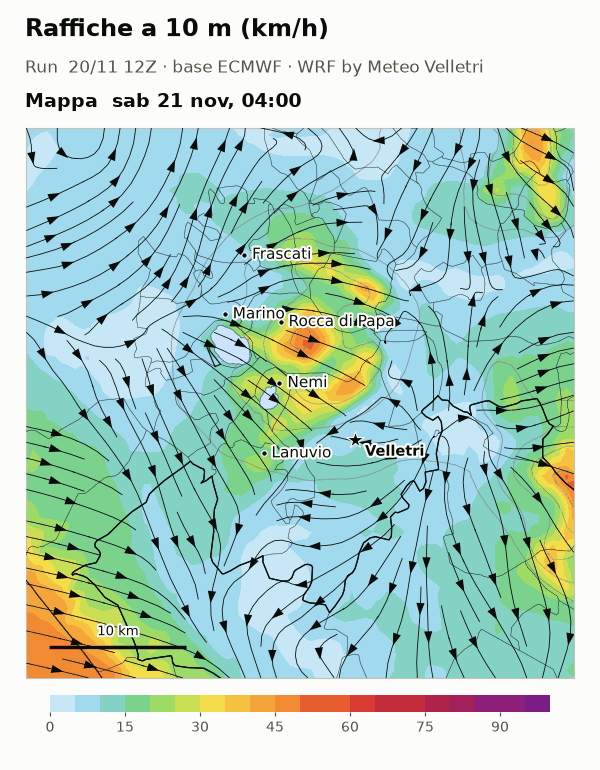 Raffiche a 10 m (km/h)
Run  20/11 12Z · base ECMWF · WRF by Meteo Velletri
Mappa  sab 21 nov, 04:00
Frascati
Marino
Rocca di Papa
Nemi
Lanuvio
Velletri
10 km
0 15 30 45 60 75 90